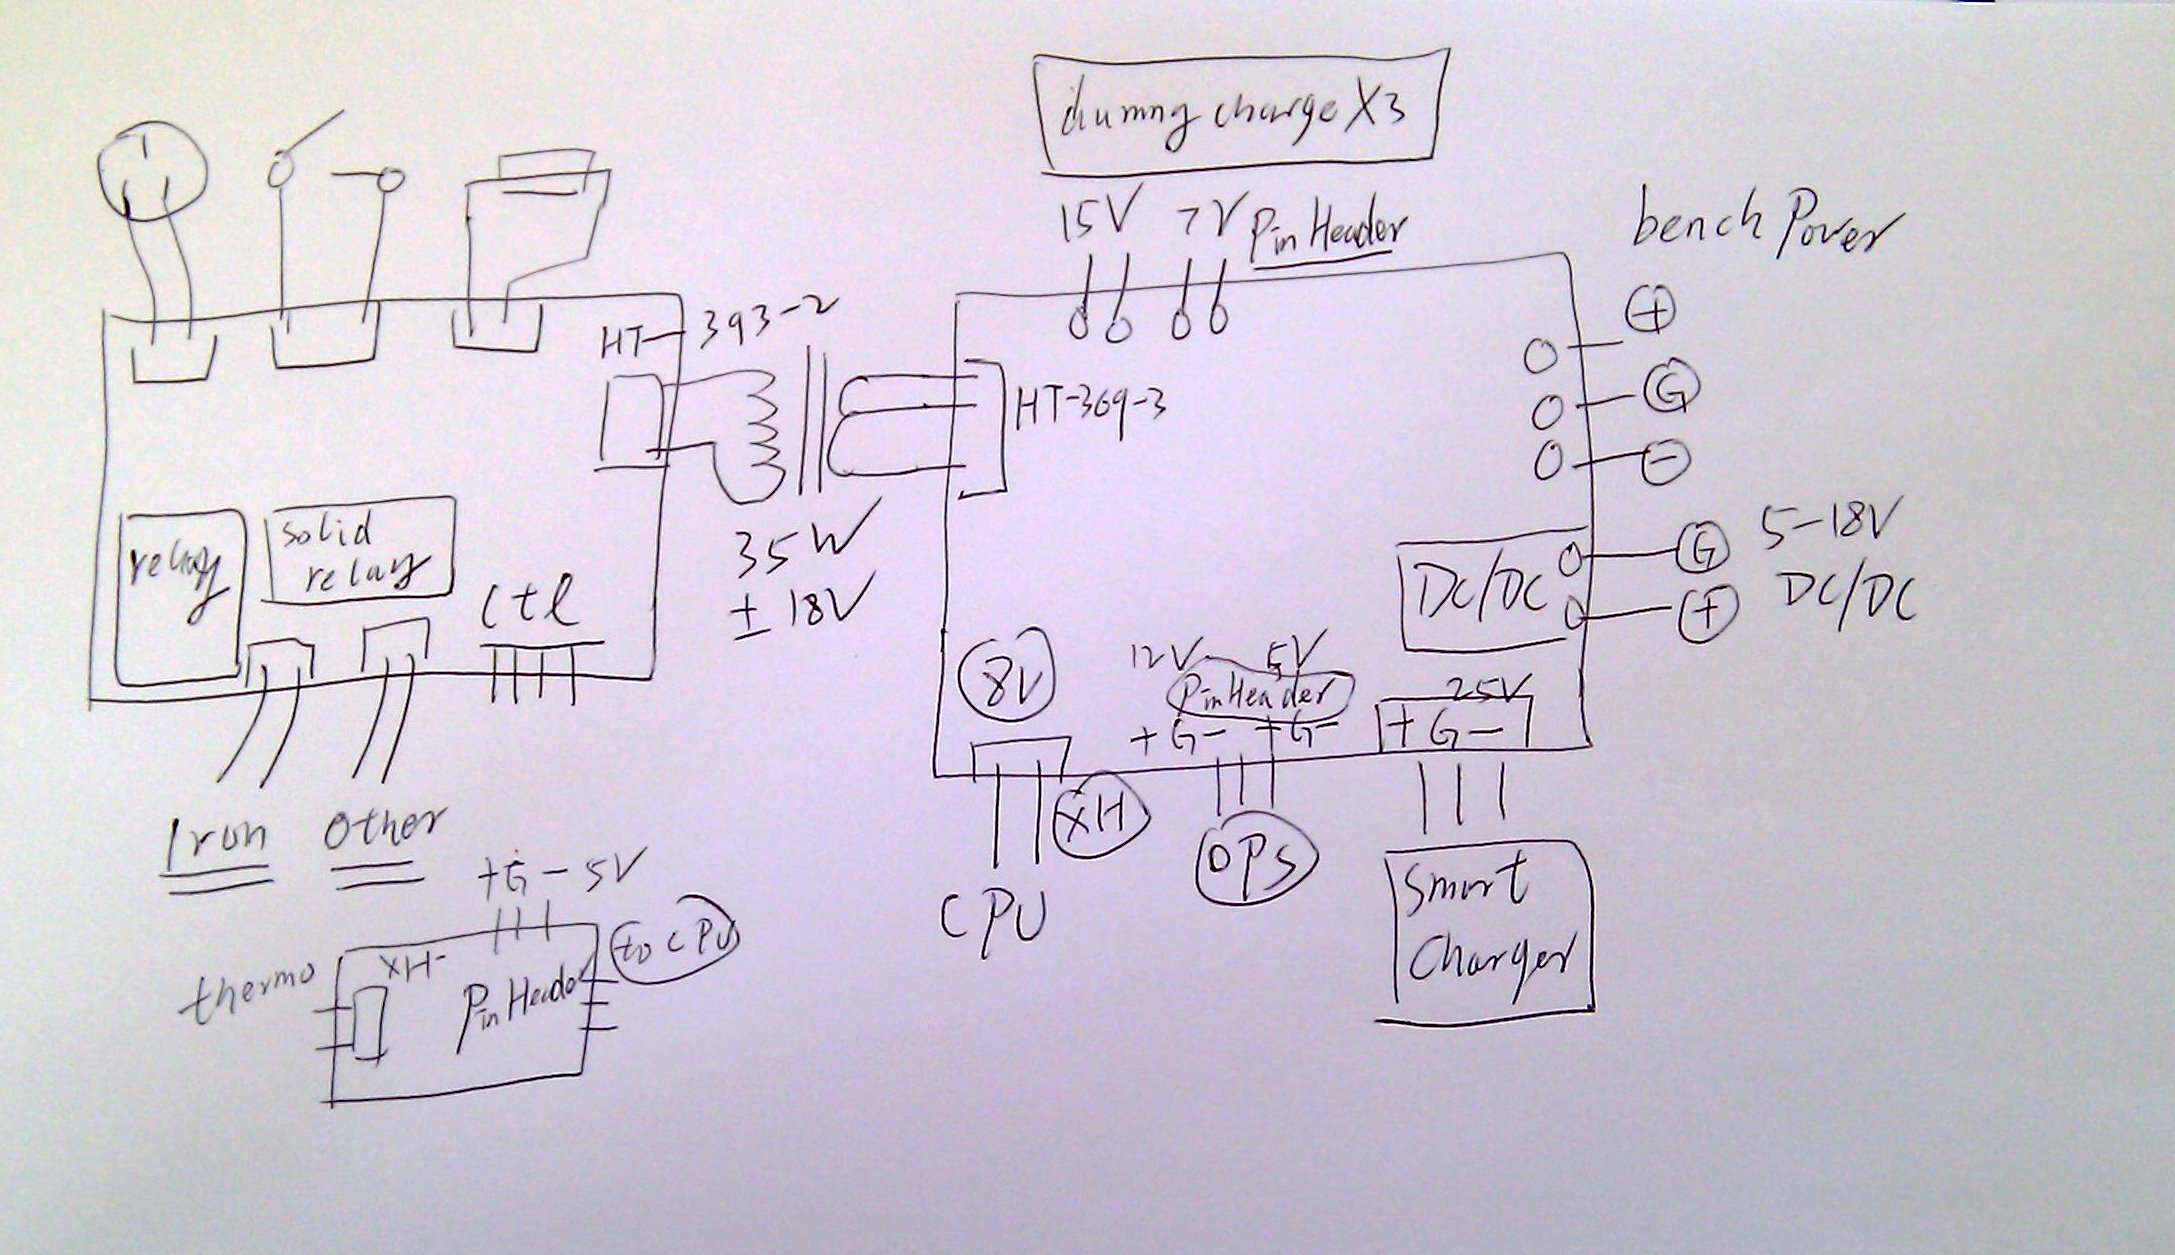 dummy charge X3
15V 7V Pin Header
bench Power
+
G
-
HT-393-2
HT-369-3
35W
± 18V
relay
solid
relay
ctl
DC/DC
G
+
5-18V
DC/DC
8V
12V 5V
Pin Header
+G- +G-
25V
+G-
XH
CPU
OPS
Smart
Charger
Iron
Other
+G- 5V
thermo
XH-
Pin Header
to CPU